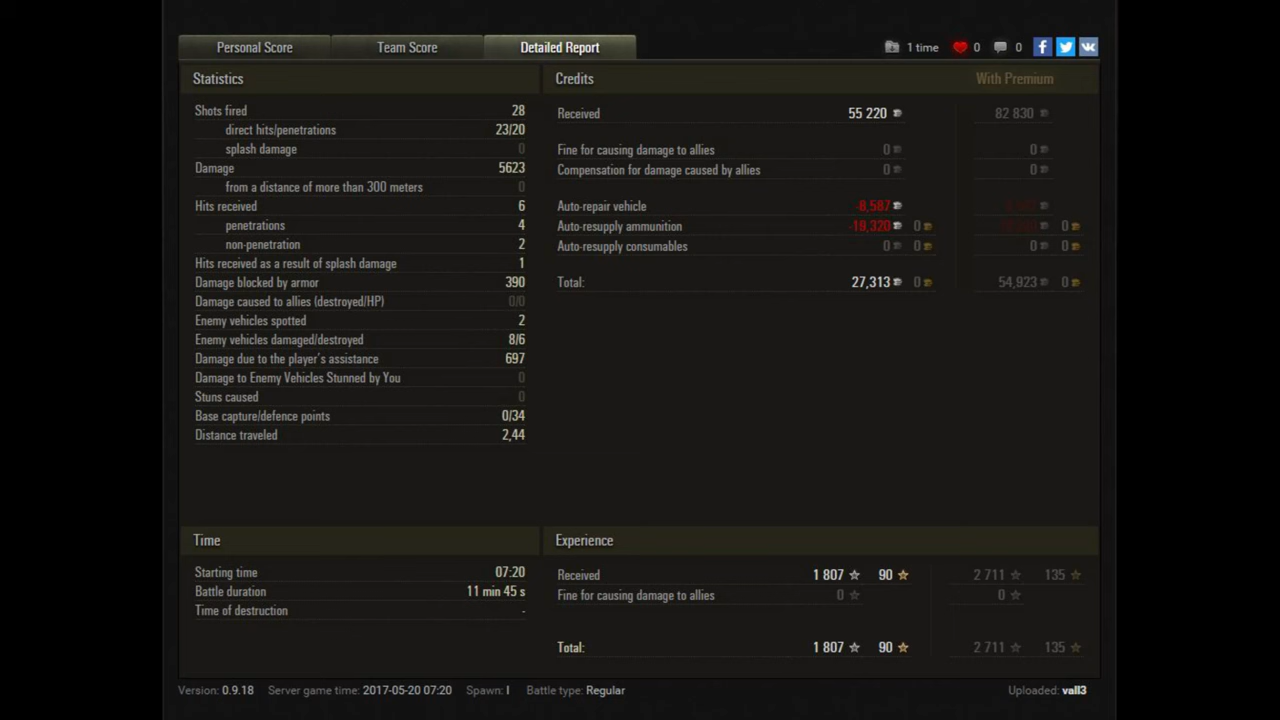 Personal Score Team Score Detailed Report 1 time 0 0
Statistics
Shots fired 28
direct hits/penetrations 23/20
splash damage 0
Damage 5623
from a distance of more than 300 meters 0
Hits received 6
penetrations 4
non-penetration 2
Hits received as a result of splash damage 1
Damage blocked by armor 390
Damage caused to allies (destroyed/HP) 0/0
Enemy vehicles spotted 2
Enemy vehicles damaged/destroyed 8/6
Damage due to the player's assistance 697
Damage to Enemy Vehicles Stunned by You 0
Stuns caused 0
Base capture/defence points 0/34
Distance traveled 2,44
Credits With Premium
Received 55 220 82 830
Fine for causing damage to allies 0 0
Compensation for damage caused by allies 0 0
Auto-repair vehicle -8,587
Auto-resupply ammunition -19,320 0 0
Auto-resupply consumables 0 0 0 0
Total: 27,313 0 54,923 0
Time
Starting time 07:20
Battle duration 11 min 45 s
Time of destruction -
Experience
Received 1 807 90 2 711 135
Fine for causing damage to allies 0 0
Total: 1 807 90 2 711 135
Version: 0.9.18 Server game time: 2017-05-20 07:20 Spawn: I Battle type: Regular Uploaded: vall3